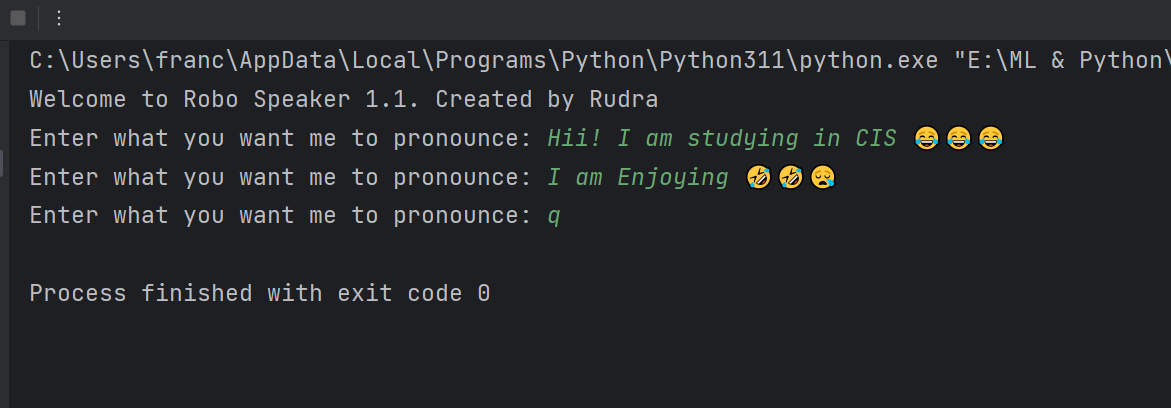 C:\Users\franc\AppData\Local\Programs\Python\Python311\python.exe "E:\ML & Python\
Welcome to Robo Speaker 1.1. Created by Rudra
Enter what you want me to pronounce: Hii! I am studying in CIS 😂😂😂
Enter what you want me to pronounce: I am Enjoying 🤣🤣😪
Enter what you want me to pronounce: q
Process finished with exit code 0